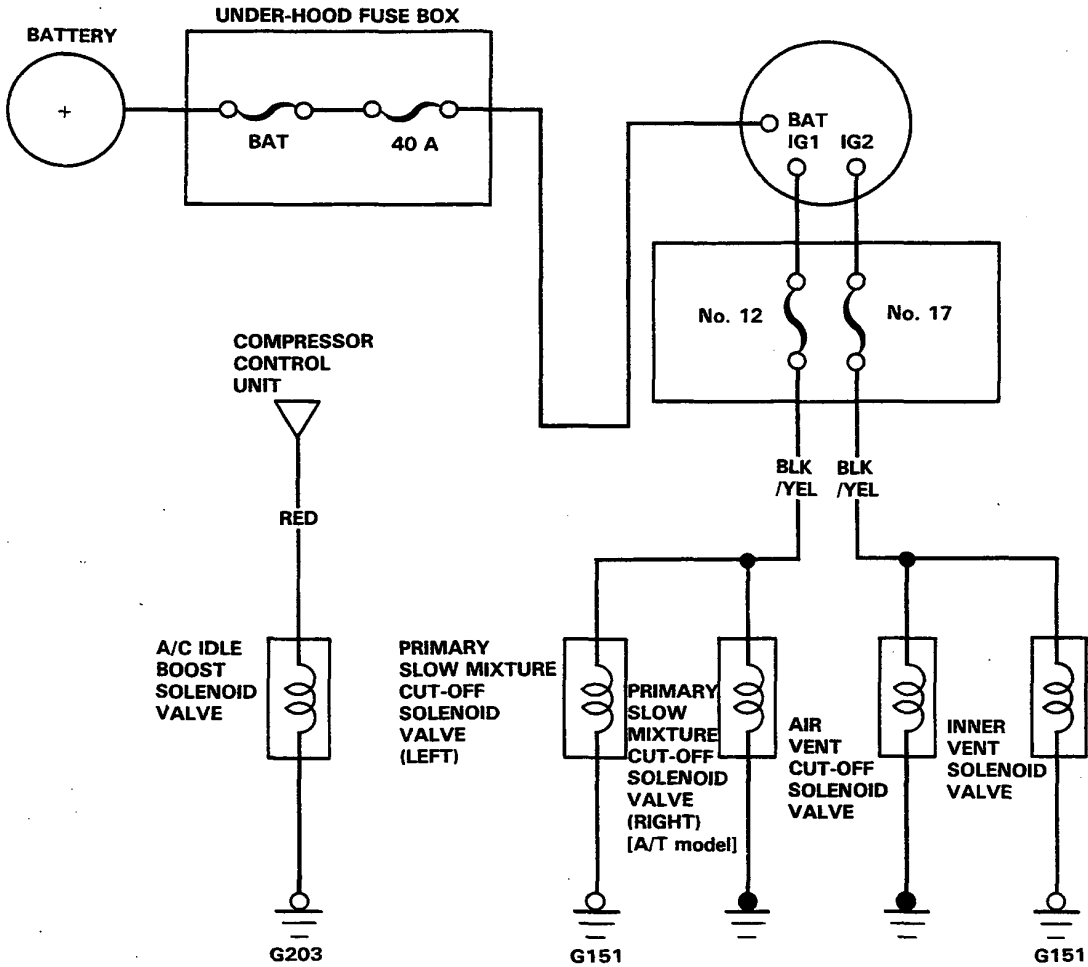 UNDER-HOOD FUSE BOX
BATTERY
+
BAT
40 A
BAT
IG1 IG2
No. 12
No. 17
COMPRESSOR
CONTROL
UNIT
RED
BLK
/YEL
BLK
/YEL
A/C IDLE
BOOST
SOLENOID
VALVE
PRIMARY
SLOW MIXTURE
CUT-OFF
SOLENOID
VALVE
(LEFT)
PRIMARY
SLOW
MIXTURE
CUT-OFF
SOLENOID
VALVE
(RIGHT)
[A/T model]
AIR
VENT
CUT-OFF
SOLENOID
VALVE
INNER
VENT
SOLENOID
VALVE
G203
G151
G151